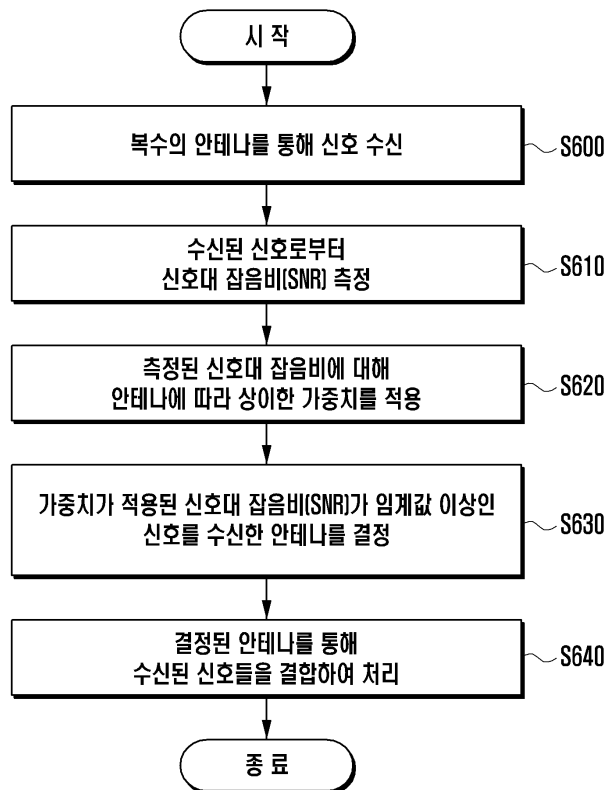 시 작
복수의 안테나를 통해 신호 수신
S600
수신된 신호로부터
신호대 잡음비(SNR) 측정
S610
측정된 신호대 잡음비에 대해
안테나에 따라 상이한 가중치를 적용
S620
가중치가 적용된 신호대 잡음비(SNR)가 임계값 이상인
신호를 수신한 안테나를 결정
S630
결정된 안테나를 통해
수신된 신호들을 결합하여 처리
S640
종 료